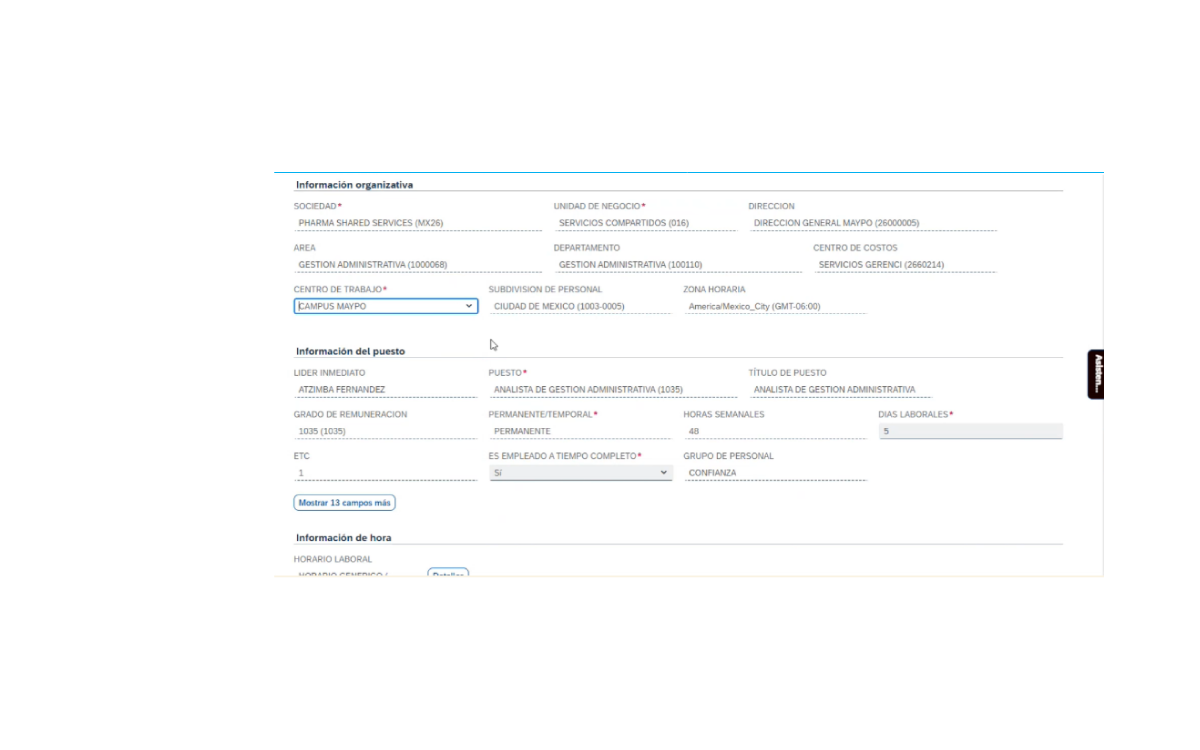 Información organizativa
SOCIEDAD* UNIDAD DE NEGOCIO* DIRECCION
PHARMA SHARED SERVICES (MX26) SERVICIOS COMPARTIDOS (016) DIRECCION GENERAL MAYPO (26000005)
AREA DEPARTAMENTO CENTRO DE COSTOS
GESTION ADMINISTRATIVA (1000068) GESTION ADMINISTRATIVA (100110) SERVICIOS GERENCI (2660214)
CENTRO DE TRABAJO* SUBDIVISION DE PERSONAL ZONA HORARIA
CAMPUS MAYPO CIUDAD DE MEXICO (1003-0005) America/Mexico_City (GMT-06:00)
Información del puesto
Asisten...
LIDER INMEDIATO PUESTO* TÍTULO DE PUESTO
ATZIMBA FERNANDEZ ANALISTA DE GESTION ADMINISTRATIVA (1035) ANALISTA DE GESTION ADMINISTRATIVA
GRADO DE REMUNERACION PERMANENTE/TEMPORAL* HORAS SEMANALES DIAS LABORALES*
1035 (1035) PERMANENTE 48 5
ETC ES EMPLEADO A TIEMPO COMPLETO* GRUPO DE PERSONAL
1 Sí CONFIANZA
Mostrar 13 campos más
Información de hora
HORARIO LABORAL
HORARIO GENERICO / Detalles